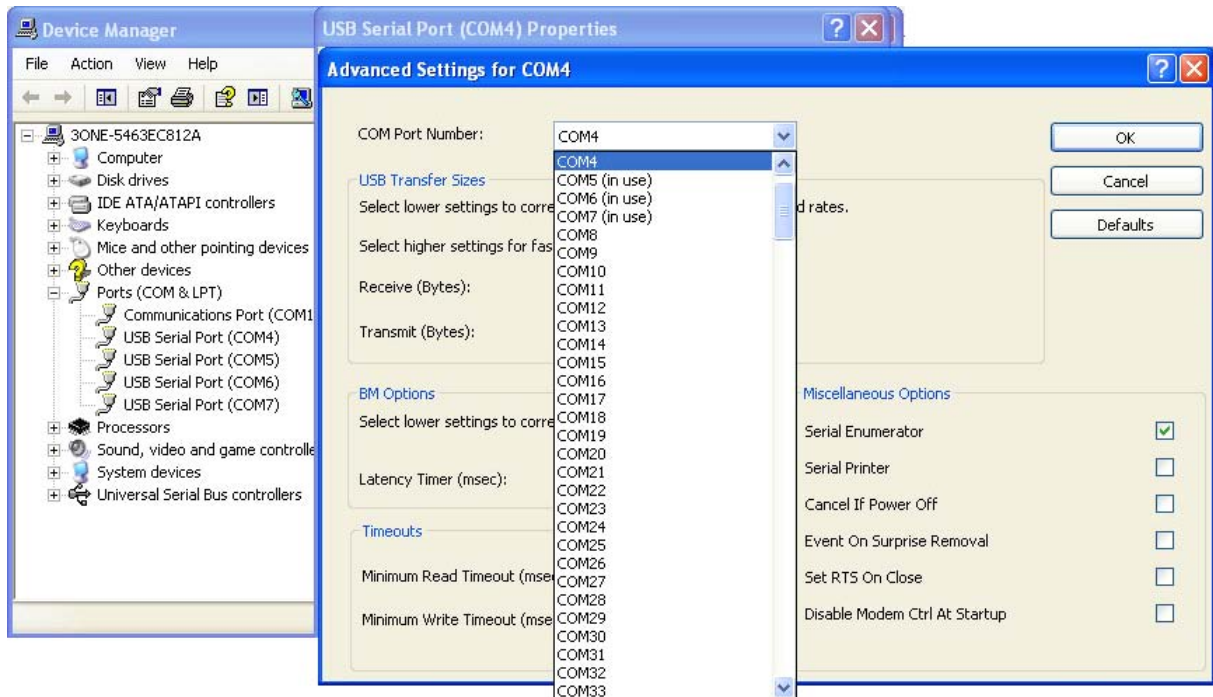 Device Manager
File Action View Help
3ONE-5463EC812A
Computer
Disk drives
IDE ATA/ATAPI controllers
Keyboards
Mice and other pointing devices
Other devices
Ports (COM & LPT)
Communications Port (COM1
USB Serial Port (COM4)
USB Serial Port (COM5)
USB Serial Port (COM6)
USB Serial Port (COM7)
Processors
Sound, video and game controlle
System devices
Universal Serial Bus controllers
USB Serial Port (COM4) Properties
Advanced Settings for COM4
COM Port Number:
COM4
COM4
COM5 (in use)
COM6 (in use)
COM7 (in use)
COM8
COM9
COM10
COM11
COM12
COM13
COM14
COM15
COM16
COM17
COM18
COM19
COM20
COM21
COM22
COM23
COM24
COM25
COM26
COM27
COM28
COM29
COM30
COM31
COM32
COM33
USB Transfer Sizes
Select lower settings to corre d rates.
Select higher settings for fas
Receive (Bytes):
Transmit (Bytes):
BM Options
Select lower settings to corre
Latency Timer (msec):
Timeouts
Minimum Read Timeout (mse
Minimum Write Timeout (mse
Miscellaneous Options
Serial Enumerator
Serial Printer
Cancel If Power Off
Event On Surprise Removal
Set RTS On Close
Disable Modem Ctrl At Startup
OK
Cancel
Defaults